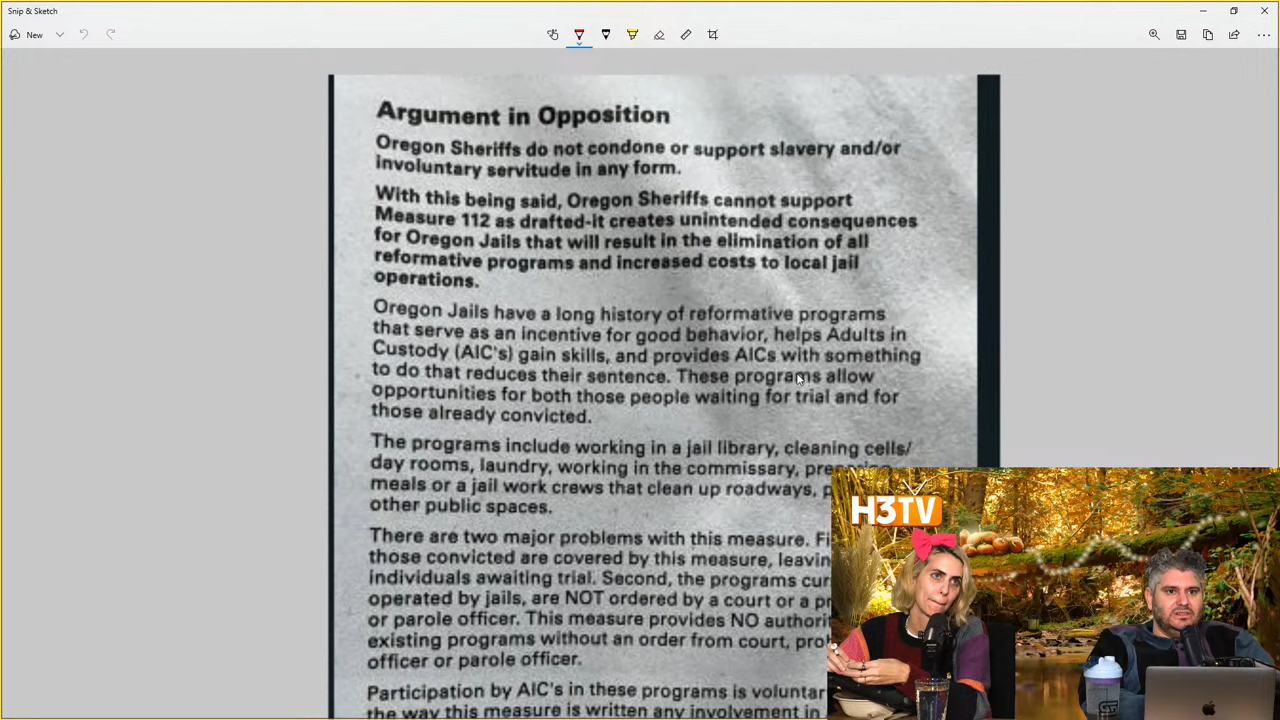 Snip & Sketch
New
Argument in Opposition
Oregon Sheriffs do not condone or support slavery and/or
involuntary servitude in any form.
With this being said, Oregon Sheriffs cannot support
Measure 112 as drafted-it creates unintended consequences
for Oregon Jails that will result in the elimination of all
reformative programs and increased costs to local jail
operations.
Oregon Jails have a long history of reformative programs
that serve as an incentive for good behavior, helps Adults in
Custody (AIC's) gain skills, and provides AICs with something
to do that reduces their sentence. These programs allow
opportunities for both those people waiting for trial and for
those already convicted.
The programs include working in a jail library, cleaning cells/
day rooms, laundry, working in the commissary,
meals or a jail work crews that clean up roadways,
other public spaces.
There are two major problems with this measure.
those convicted are covered by this measure,
individuals awaiting trial. Second, the programs
operated by jails, are NOT ordered by a court or a
or parole officer. This measure provides NO
existing programs without an order from court,
officer or parole officer.
Participation by AIC's in these programs is
the way this measure is written any involvement in
H3TV